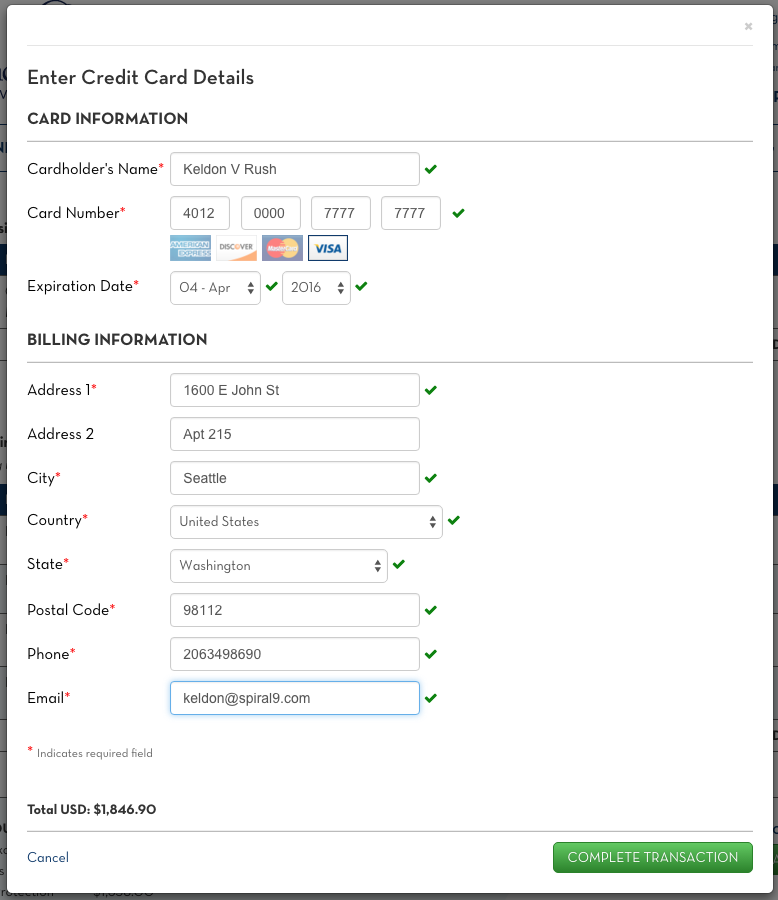 ×
Enter Credit Card Details
CARD INFORMATION
Cardholder's Name* Keldon V Rush
Card Number* 4012 0000 7777 7777
AMERICAN EXPRESS DISCOVER MasterCard VISA
Expiration Date* 04 - Apr 2016
BILLING INFORMATION
Address 1* 1600 E John St
Address 2 Apt 215
City* Seattle
Country* United States
State* Washington
Postal Code* 98112
Phone* 2063498690
Email* keldon@spiral9.com
* Indicates required field
Total USD: $1,846.90
Cancel COMPLETE TRANSACTION